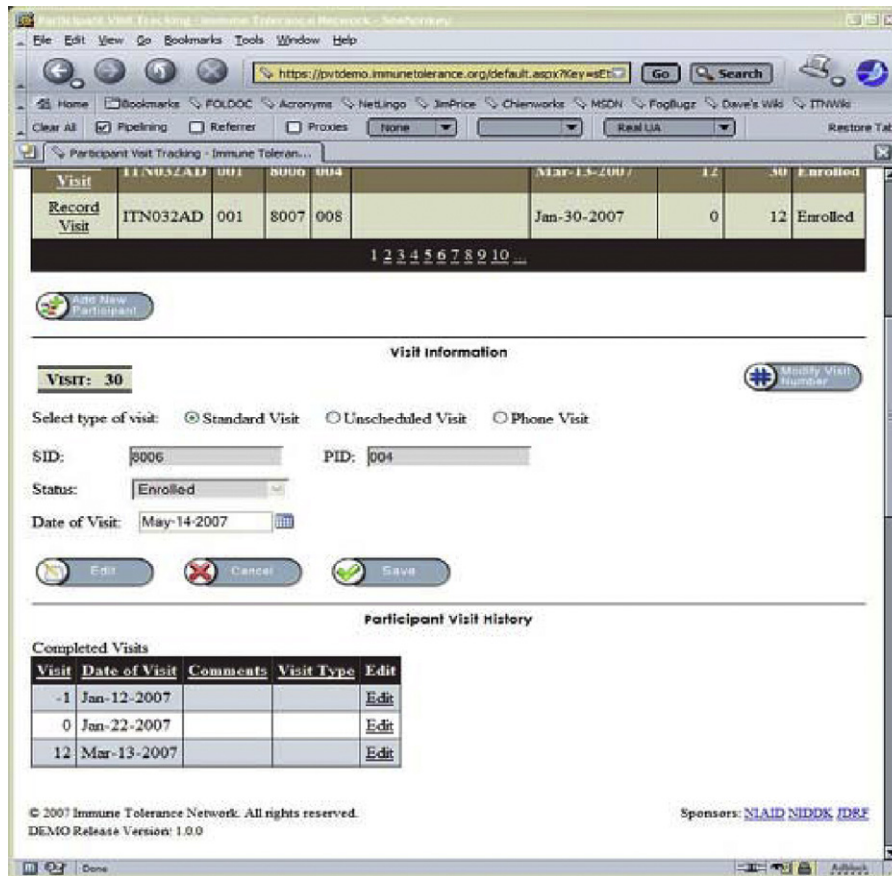 Participant Visit Tracking - Immune Tolerance Network - SeaMonkey
File Edit View Go Bookmarks Tools Window Help
https://pvtdemo.immunetolerance.org/default.aspx?Key=sEt
Go Search
Home Bookmarks FOLDOC Acronyms NetLingo JimPrice Chienworks MSDN FogBugz Dave's Wiki ITNWiki
Clear All Pipelining Referrer Proxies None Real UA Restore Tab
Participant Visit Tracking - Immune Toleran...
Visit ITN032AD 001 8006 004 Mar-13-2007 12 30 Enrolled
Record Visit ITN032AD 001 8007 008 Jan-30-2007 0 12 Enrolled
1 2 3 4 5 6 7 8 9 10 ...
Add New Participant
Visit Information
VISIT: 30
Modify Visit Number
Select type of visit: Standard Visit Unscheduled Visit Phone Visit
SID: 8006 PID: 004
Status: Enrolled
Date of Visit: May-14-2007
Edit Cancel Save
Participant Visit History
Completed Visits
Visit Date of Visit Comments Visit Type Edit
-1 Jan-12-2007 Edit
0 Jan-22-2007 Edit
12 Mar-13-2007 Edit
© 2007 Immune Tolerance Network. All rights reserved.
Sponsors: NIAID NIDDK JDRF
DEMO Release Version: 1.0.0
Done
Adblock